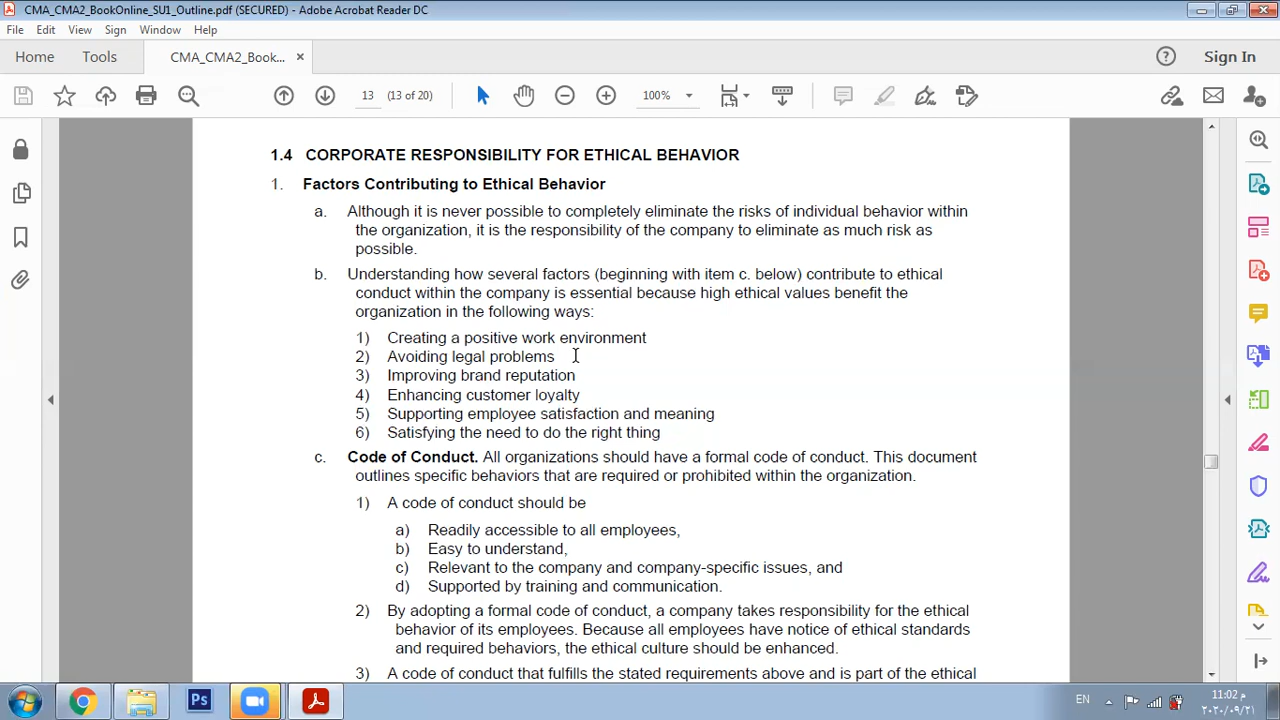 CMA_CMA2_BookOnline_SU1_Outline.pdf (SECURED) - Adobe Acrobat Reader DC
File Edit View Sign Window Help
Home Tools CMA_CMA2_Book... × Sign In
13 (13 of 20) 100%
1.4 CORPORATE RESPONSIBILITY FOR ETHICAL BEHAVIOR
1. Factors Contributing to Ethical Behavior
a. Although it is never possible to completely eliminate the risks of individual behavior within
the organization, it is the responsibility of the company to eliminate as much risk as
possible.
b. Understanding how several factors (beginning with item c. below) contribute to ethical
conduct within the company is essential because high ethical values benefit the
organization in the following ways:
1) Creating a positive work environment
2) Avoiding legal problems
3) Improving brand reputation
4) Enhancing customer loyalty
5) Supporting employee satisfaction and meaning
6) Satisfying the need to do the right thing
c. Code of Conduct. All organizations should have a formal code of conduct. This document
outlines specific behaviors that are required or prohibited within the organization.
1) A code of conduct should be
a) Readily accessible to all employees,
b) Easy to understand,
c) Relevant to the company and company-specific issues, and
d) Supported by training and communication.
2) By adopting a formal code of conduct, a company takes responsibility for the ethical
behavior of its employees. Because all employees have notice of ethical standards
and required behaviors, the ethical culture should be enhanced.
3) A code of conduct that fulfills the stated requirements above and is part of the ethical
Ps EN 11:02 م
٢٠٢٠/٠٩/٢١